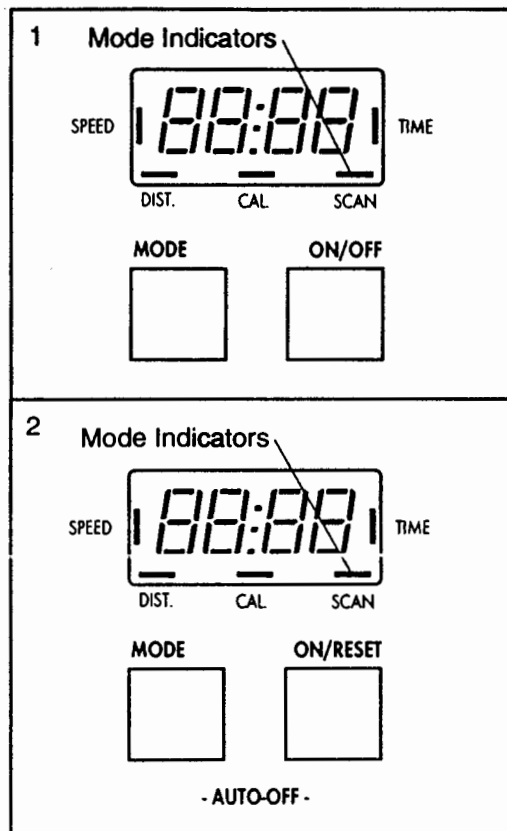 1 Mode Indicators
88:88
SPEED TIME
DIST. CAL. SCAN
MODE ON/OFF
2 Mode Indicators
88:88
SPEED TIME
DIST. CAL. SCAN
MODE ON/RESET
- AUTO-OFF -